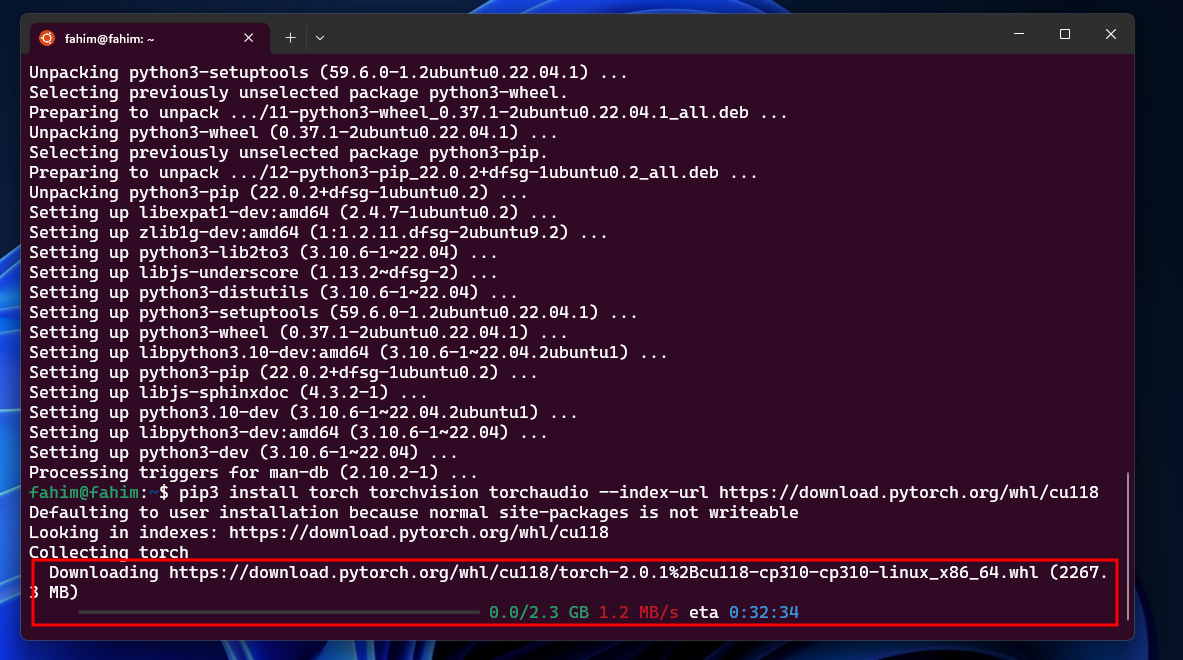 fahim@fahim: ~
Unpacking python3-setuptools (59.6.0-1.2ubuntu0.22.04.1) ...
Selecting previously unselected package python3-wheel.
Preparing to unpack .../11-python3-wheel_0.37.1-2ubuntu0.22.04.1_all.deb ...
Unpacking python3-wheel (0.37.1-2ubuntu0.22.04.1) ...
Selecting previously unselected package python3-pip.
Preparing to unpack .../12-python3-pip_22.0.2+dfsg-1ubuntu0.2_all.deb ...
Unpacking python3-pip (22.0.2+dfsg-1ubuntu0.2) ...
Setting up libexpat1-dev:amd64 (2.4.7-1ubuntu0.2) ...
Setting up zlib1g-dev:amd64 (1:1.2.11.dfsg-2ubuntu9.2) ...
Setting up python3-lib2to3 (3.10.6-1~22.04) ...
Setting up libjs-underscore (1.13.2~dfsg-2) ...
Setting up python3-distutils (3.10.6-1~22.04) ...
Setting up python3-setuptools (59.6.0-1.2ubuntu0.22.04.1) ...
Setting up python3-wheel (0.37.1-2ubuntu0.22.04.1) ...
Setting up libpython3.10-dev:amd64 (3.10.6-1~22.04.2ubuntu1) ...
Setting up python3-pip (22.0.2+dfsg-1ubuntu0.2) ...
Setting up libjs-sphinxdoc (4.3.2-1) ...
Setting up python3.10-dev (3.10.6-1~22.04.2ubuntu1) ...
Setting up libpython3-dev:amd64 (3.10.6-1~22.04) ...
Setting up python3-dev (3.10.6-1~22.04) ...
Processing triggers for man-db (2.10.2-1) ...
fahim@fahim:~$ pip3 install torch torchvision torchaudio --index-url https://download.pytorch.org/whl/cu118
Defaulting to user installation because normal site-packages is not writeable
Looking in indexes: https://download.pytorch.org/whl/cu118
Collecting torch
Downloading https://download.pytorch.org/whl/cu118/torch-2.0.1%2Bcu118-cp310-cp310-linux_x86_64.whl (2267.
3 MB)
0.0/2.3 GB 1.2 MB/s eta 0:32:34